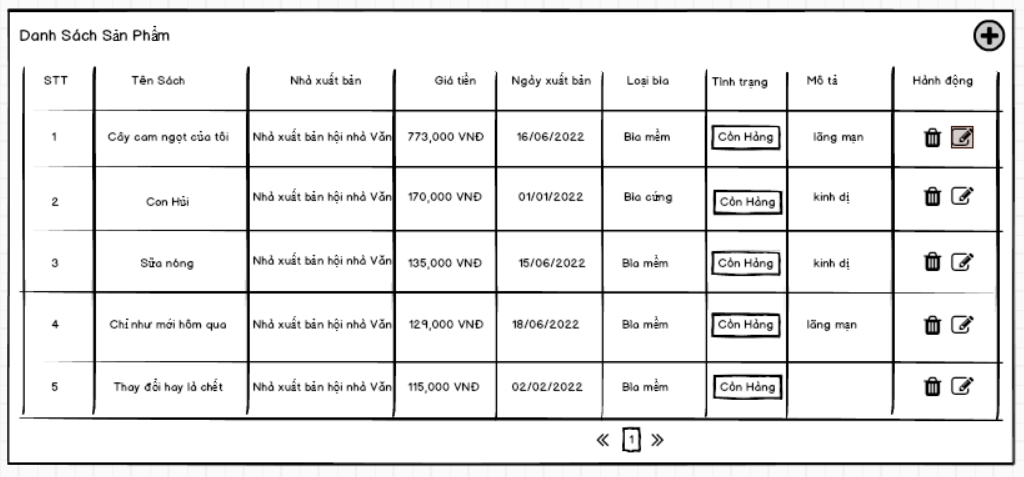 Danh Sách Sản Phẩm
STT Tên Sách Nhà xuất bản Giá tiền Ngày xuất bản Loại bìa Tình trạng Mô tả Hành động
1 Cây cam ngọt của tôi Nhà xuất bản hội nhà Văn 773,000 VNĐ 16/06/2022 Bìa mềm Còn Hàng lãng mạn
2 Con Hủi Nhà xuất bản hội nhà Văn 170,000 VNĐ 01/01/2022 Bìa cứng Còn Hàng kinh dị
3 Sữa nóng Nhà xuất bản hội nhà Văn 135,000 VNĐ 15/06/2022 Bìa mềm Còn Hàng kinh dị
4 Chỉ như mới hôm qua Nhà xuất bản hội nhà Văn 129,000 VNĐ 18/06/2022 Bìa mềm Còn Hàng lãng mạn
5 Thay đổi hay là chết Nhà xuất bản hội nhà Văn 115,000 VNĐ 02/02/2022 Bìa mềm Còn Hàng
« 1 »